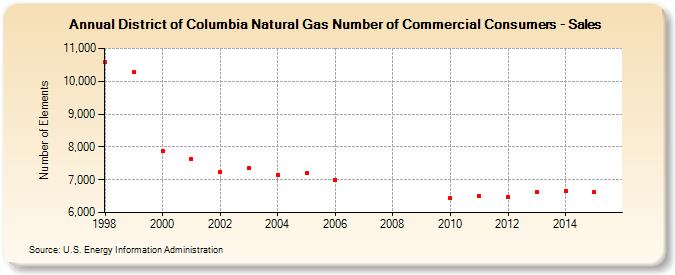 Annual District of Columbia Natural Gas Number of Commercial Consumers - Sales
Number of Elements
11,000
10,000
9,000
8,000
7,000
6,000
1998 2000 2002 2004 2006 2008 2010 2012 2014
Source: U.S. Energy Information Administration